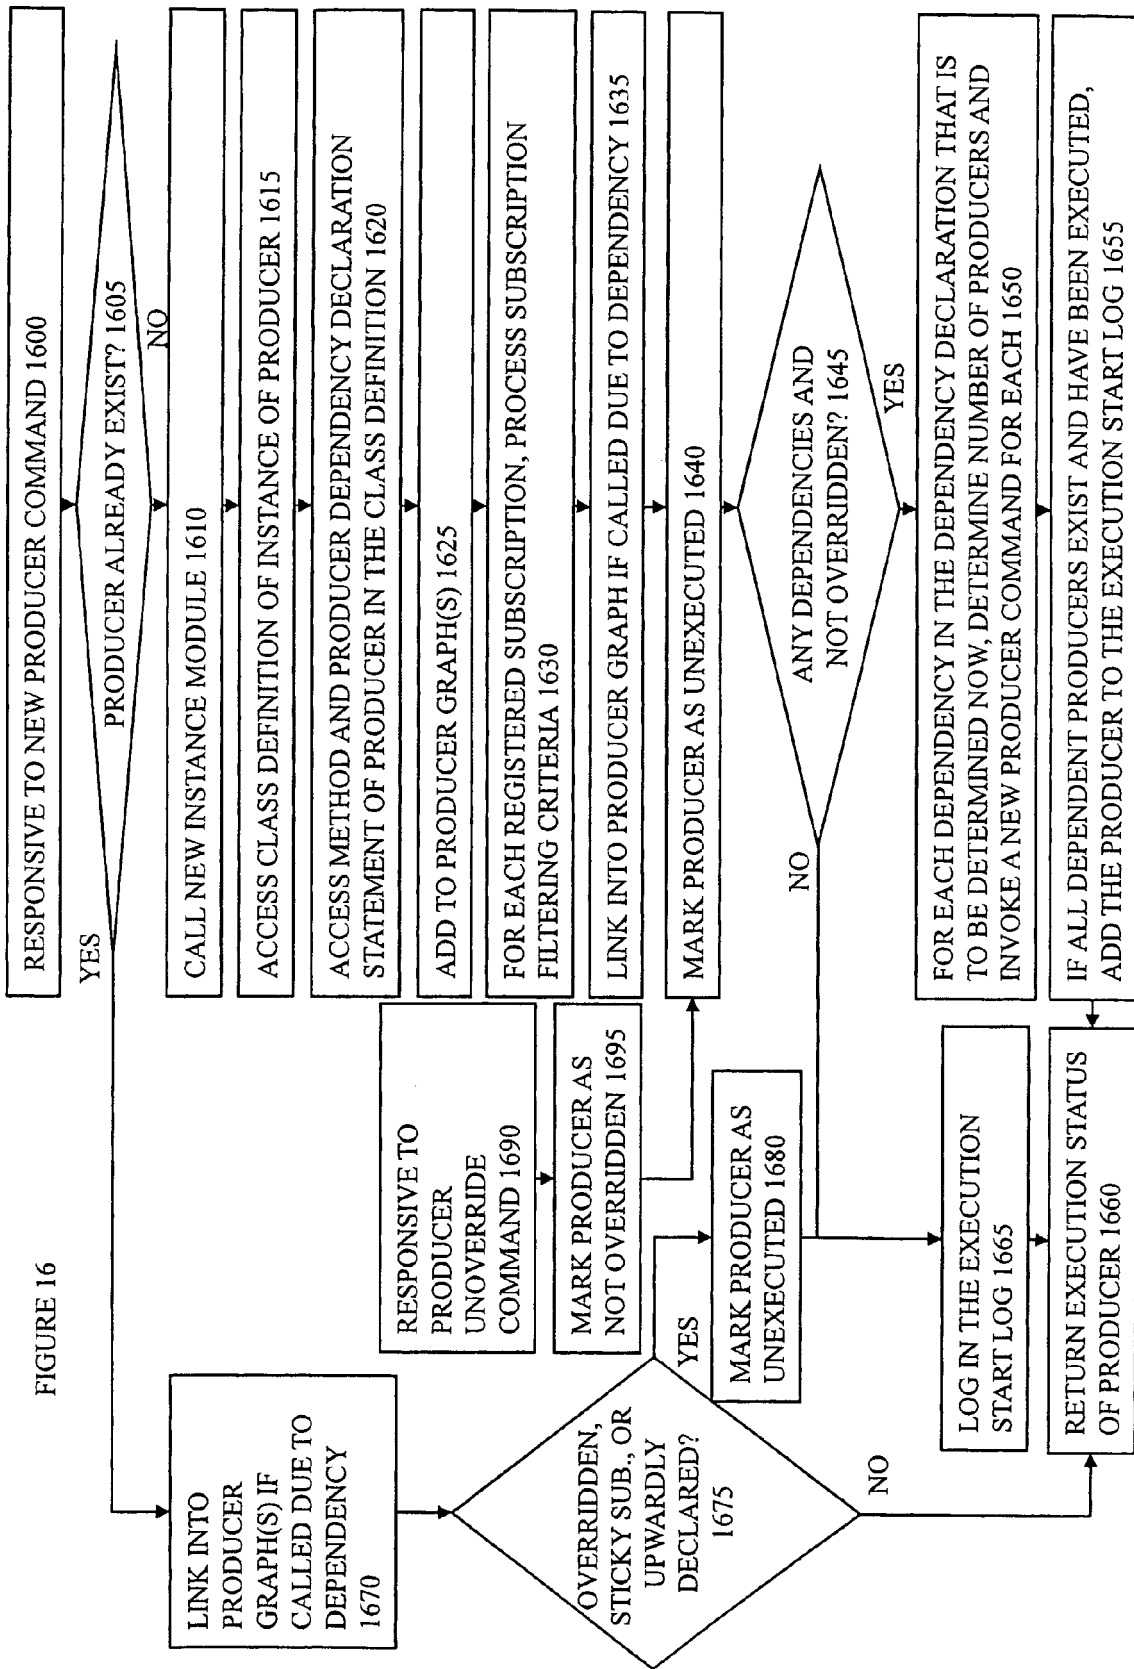 FIGURE 16
RESPONSIVE TO NEW PRODUCER COMMAND 1600
PRODUCER ALREADY EXIST? 1605
YES
NO
CALL NEW INSTANCE MODULE 1610
ACCESS CLASS DEFINITION OF INSTANCE OF PRODUCER 1615
ACCESS METHOD AND PRODUCER DEPENDENCY DECLARATION
STATEMENT OF PRODUCER IN THE CLASS DEFINITION 1620
ADD TO PRODUCER GRAPH(S) 1625
FOR EACH REGISTERED SUBSCRIPTION, PROCESS SUBSCRIPTION
FILTERING CRITERIA 1630
LINK INTO PRODUCER GRAPH IF CALLED DUE TO DEPENDENCY 1635
MARK PRODUCER AS UNEXECUTED 1640
ANY DEPENDENCIES AND
NOT OVERRIDDEN? 1645
NO
YES
FOR EACH DEPENDENCY IN THE DEPENDENCY DECLARATION THAT IS
TO BE DETERMINED NOW, DETERMINE NUMBER OF PRODUCERS AND
INVOKE A NEW PRODUCER COMMAND FOR EACH 1650
IF ALL DEPENDENT PRODUCERS EXIST AND HAVE BEEN EXECUTED,
ADD THE PRODUCER TO THE EXECUTION START LOG 1655
RESPONSIVE TO
PRODUCER
UNOVERRIDE
COMMAND 1690
MARK PRODUCER AS
NOT OVERRIDDEN 1695
LINK INTO
PRODUCER
GRAPH(S) IF
CALLED DUE TO
DEPENDENCY
1670
OVERRIDDEN,
STICKY SUB., OR
UPWARDLY
DECLARED?
1675
YES
NO
MARK PRODUCER AS
UNEXECUTED 1680
LOG IN THE EXECUTION
START LOG 1665
RETURN EXECUTION STATUS
OF PRODUCER 1660